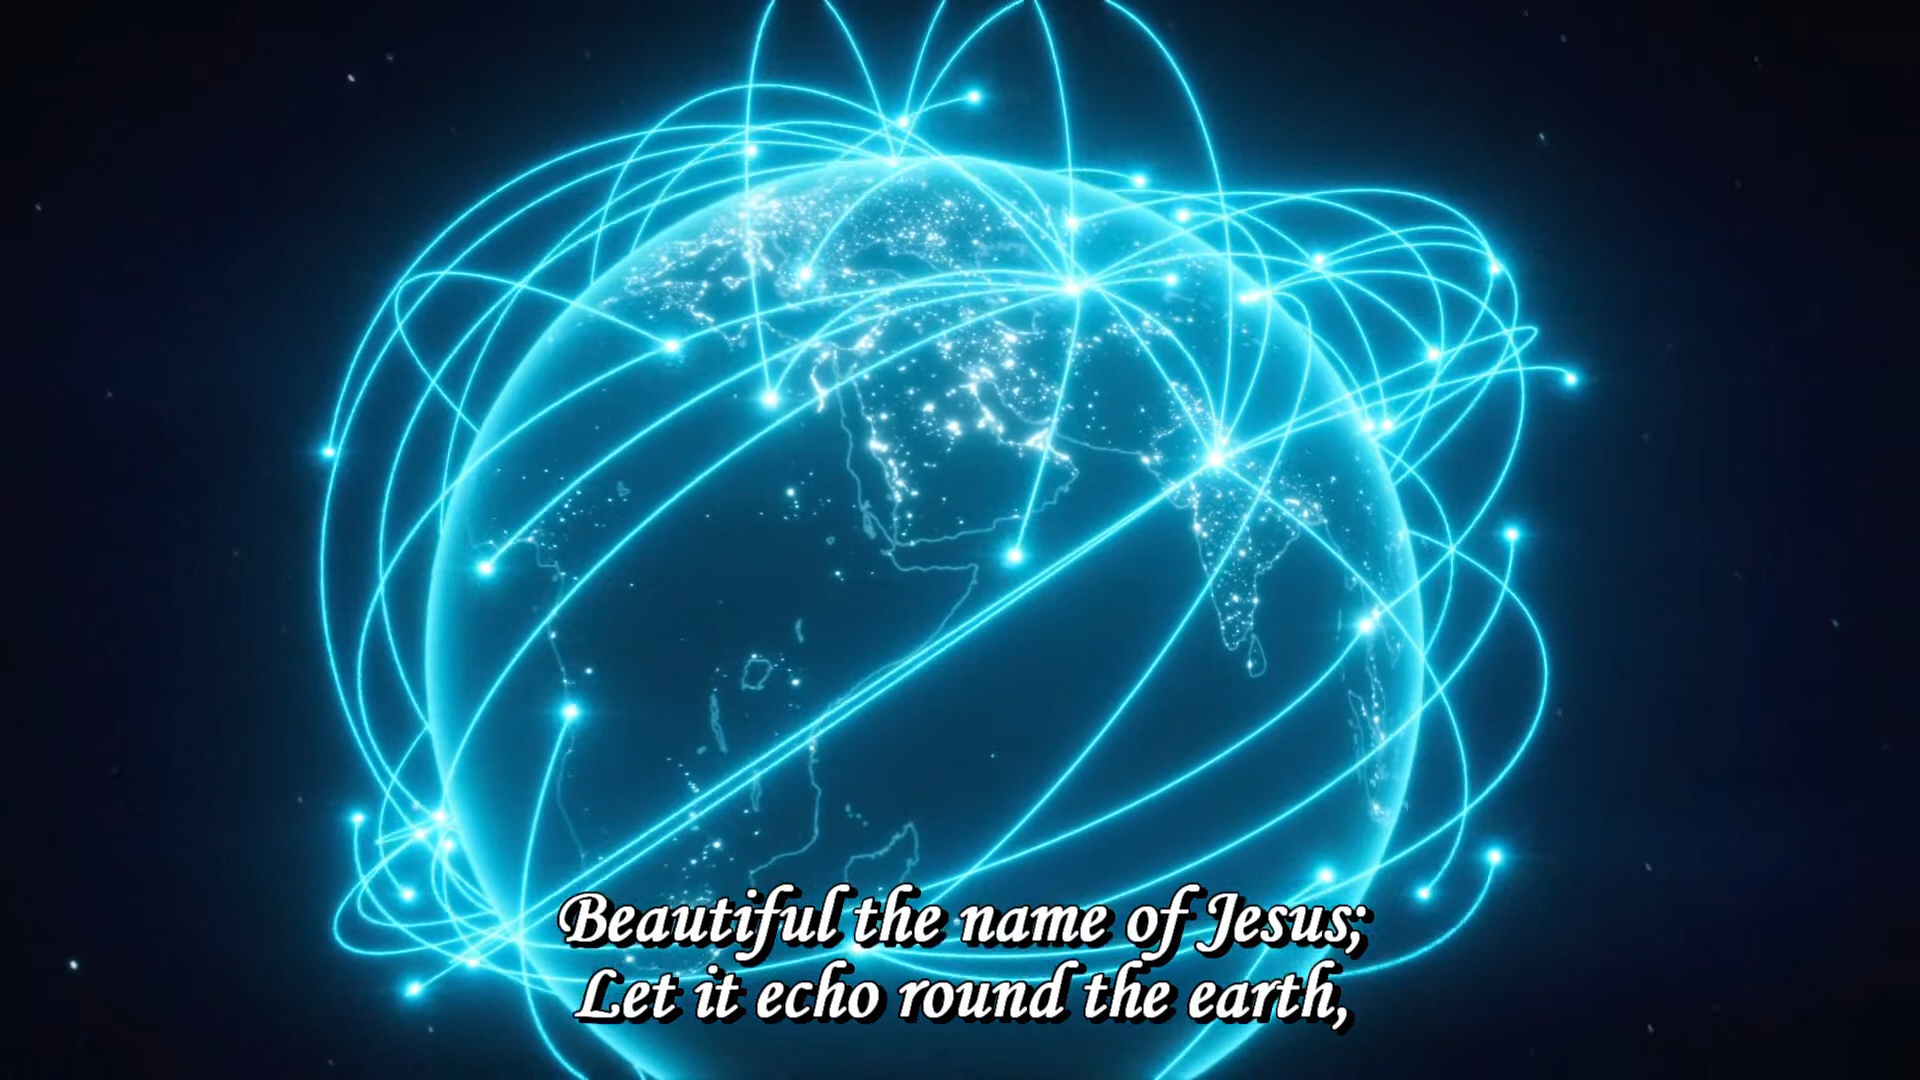 Beautiful the name of Jesus;
Let it echo round the earth,